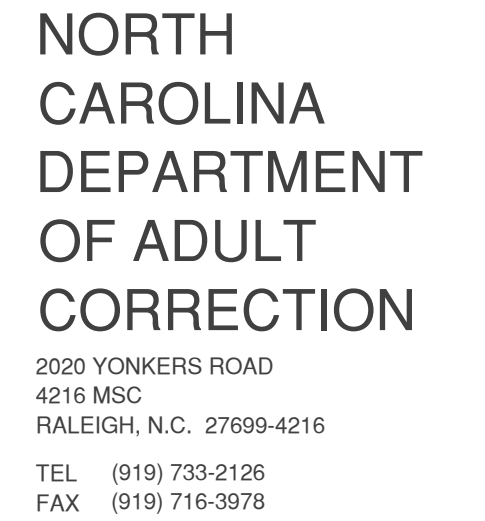 NORTH
CAROLINA
DEPARTMENT
OF ADULT
CORRECTION
2020 YONKERS ROAD
4216 MSC
RALEIGH, N.C. 27699-4216
TEL (919) 733-2126
FAX (919) 716-3978